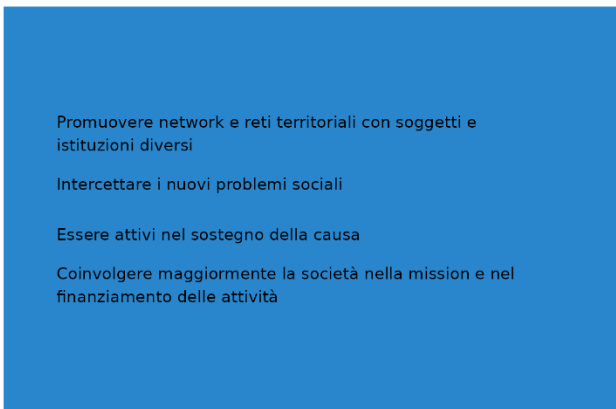 Promuovere network e reti territoriali con soggetti e
istituzioni diversi
Intercettare i nuovi problemi sociali
Essere attivi nel sostegno della causa
Coinvolgere maggiormente la società nella mission e nel
finanziamento delle attività